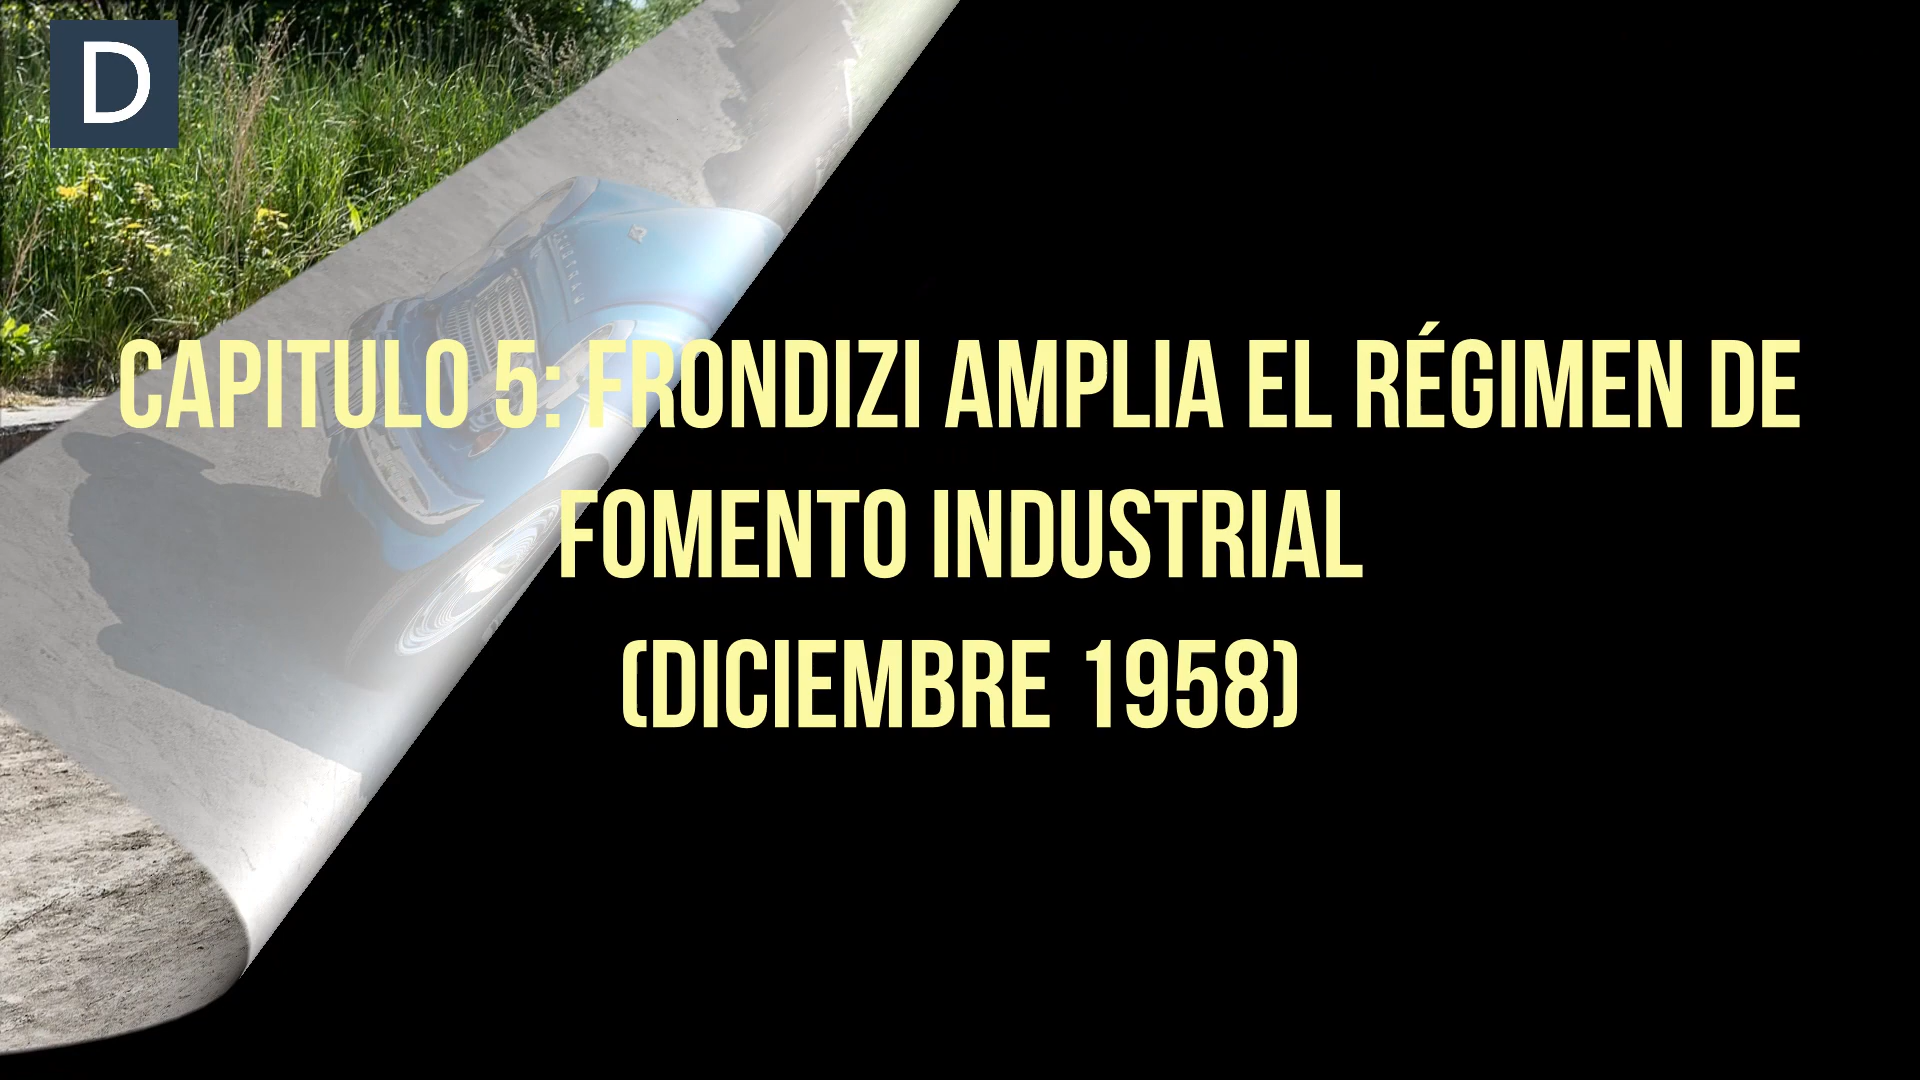 D
CAPITULO 5: FRONDIZI AMPLIA EL RÉGIMEN DE
FOMENTO INDUSTRIAL
(DICIEMBRE 1958)